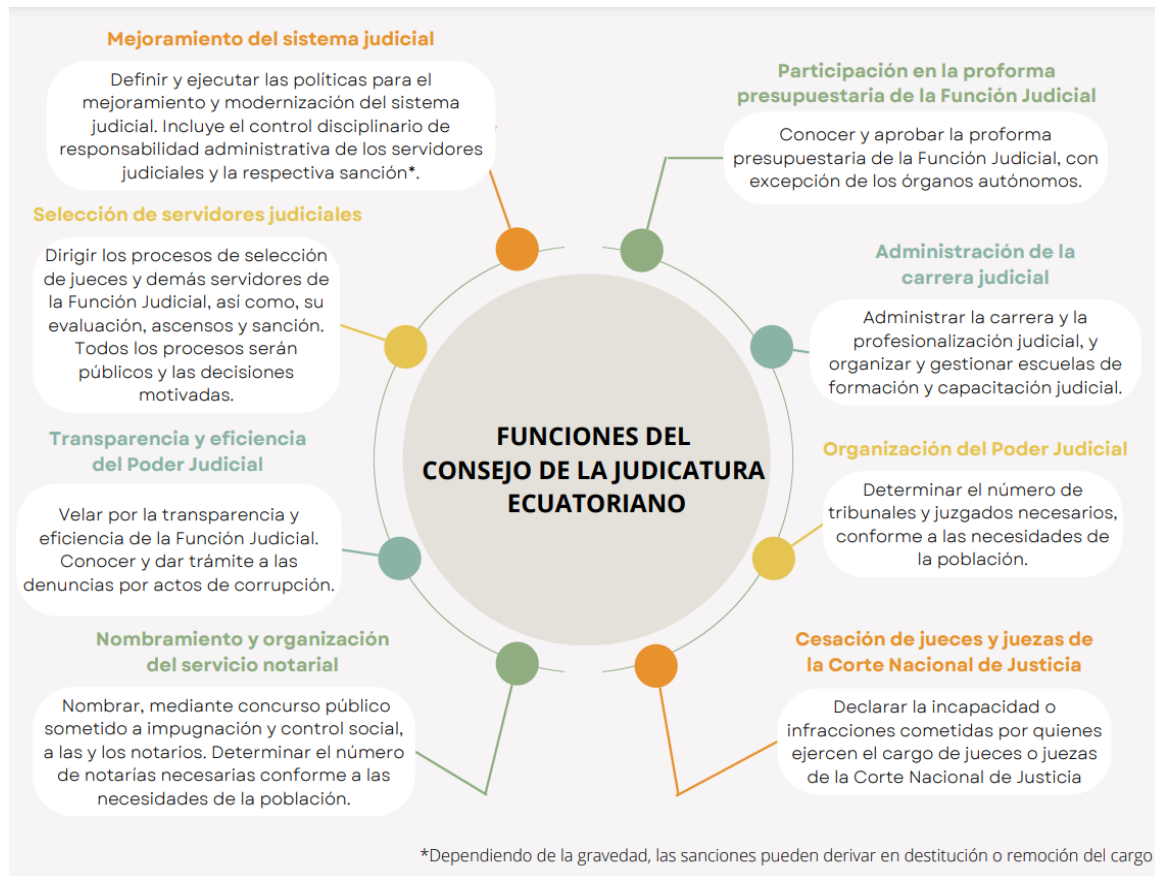 Mejoramiento del sistema judicial
Definir y ejecutar las políticas para el
mejoramiento y modernización del sistema
judicial. Incluye el control disciplinario de
responsabilidad administrativa de los servidores
judiciales y la respectiva sanción*.
Selección de servidores judiciales
Dirigir los procesos de selección
de jueces y demás servidores de
la Función Judicial, así como, su
evaluación, ascensos y sanción.
Todos los procesos serán
públicos y las decisiones
motivadas.
Transparencia y eficiencia
del Poder Judicial
Velar por la transparencia y
eficiencia de la Función Judicial.
Conocer y dar trámite a las
denuncias por actos de corrupción.
Nombramiento y organización
del servicio notarial
Nombrar, mediante concurso público
sometido a impugnación y control social,
a las y los notarios. Determinar el número
de notarías necesarias conforme a las
necesidades de la población.
FUNCIONES DEL
CONSEJO DE LA JUDICATURA
ECUATORIANO
Participación en la proforma
presupuestaria de la Función Judicial
Conocer y aprobar la proforma
presupuestaria de la Función Judicial, con
excepción de los órganos autónomos.
Administración de la
carrera judicial
Administrar la carrera y la
profesionalización judicial, y
organizar y gestionar escuelas de
formación y capacitación judicial.
Organización del Poder Judicial
Determinar el número de
tribunales y juzgados necesarios,
conforme a las necesidades de
la población.
Cesación de jueces y juezas de
la Corte Nacional de Justicia
Declarar la incapacidad o
infracciones cometidas por quienes
ejercen el cargo de jueces o juezas
de la Corte Nacional de Justicia
*Dependiendo de la gravedad, las sanciones pueden derivar en destitución o remoción del cargo